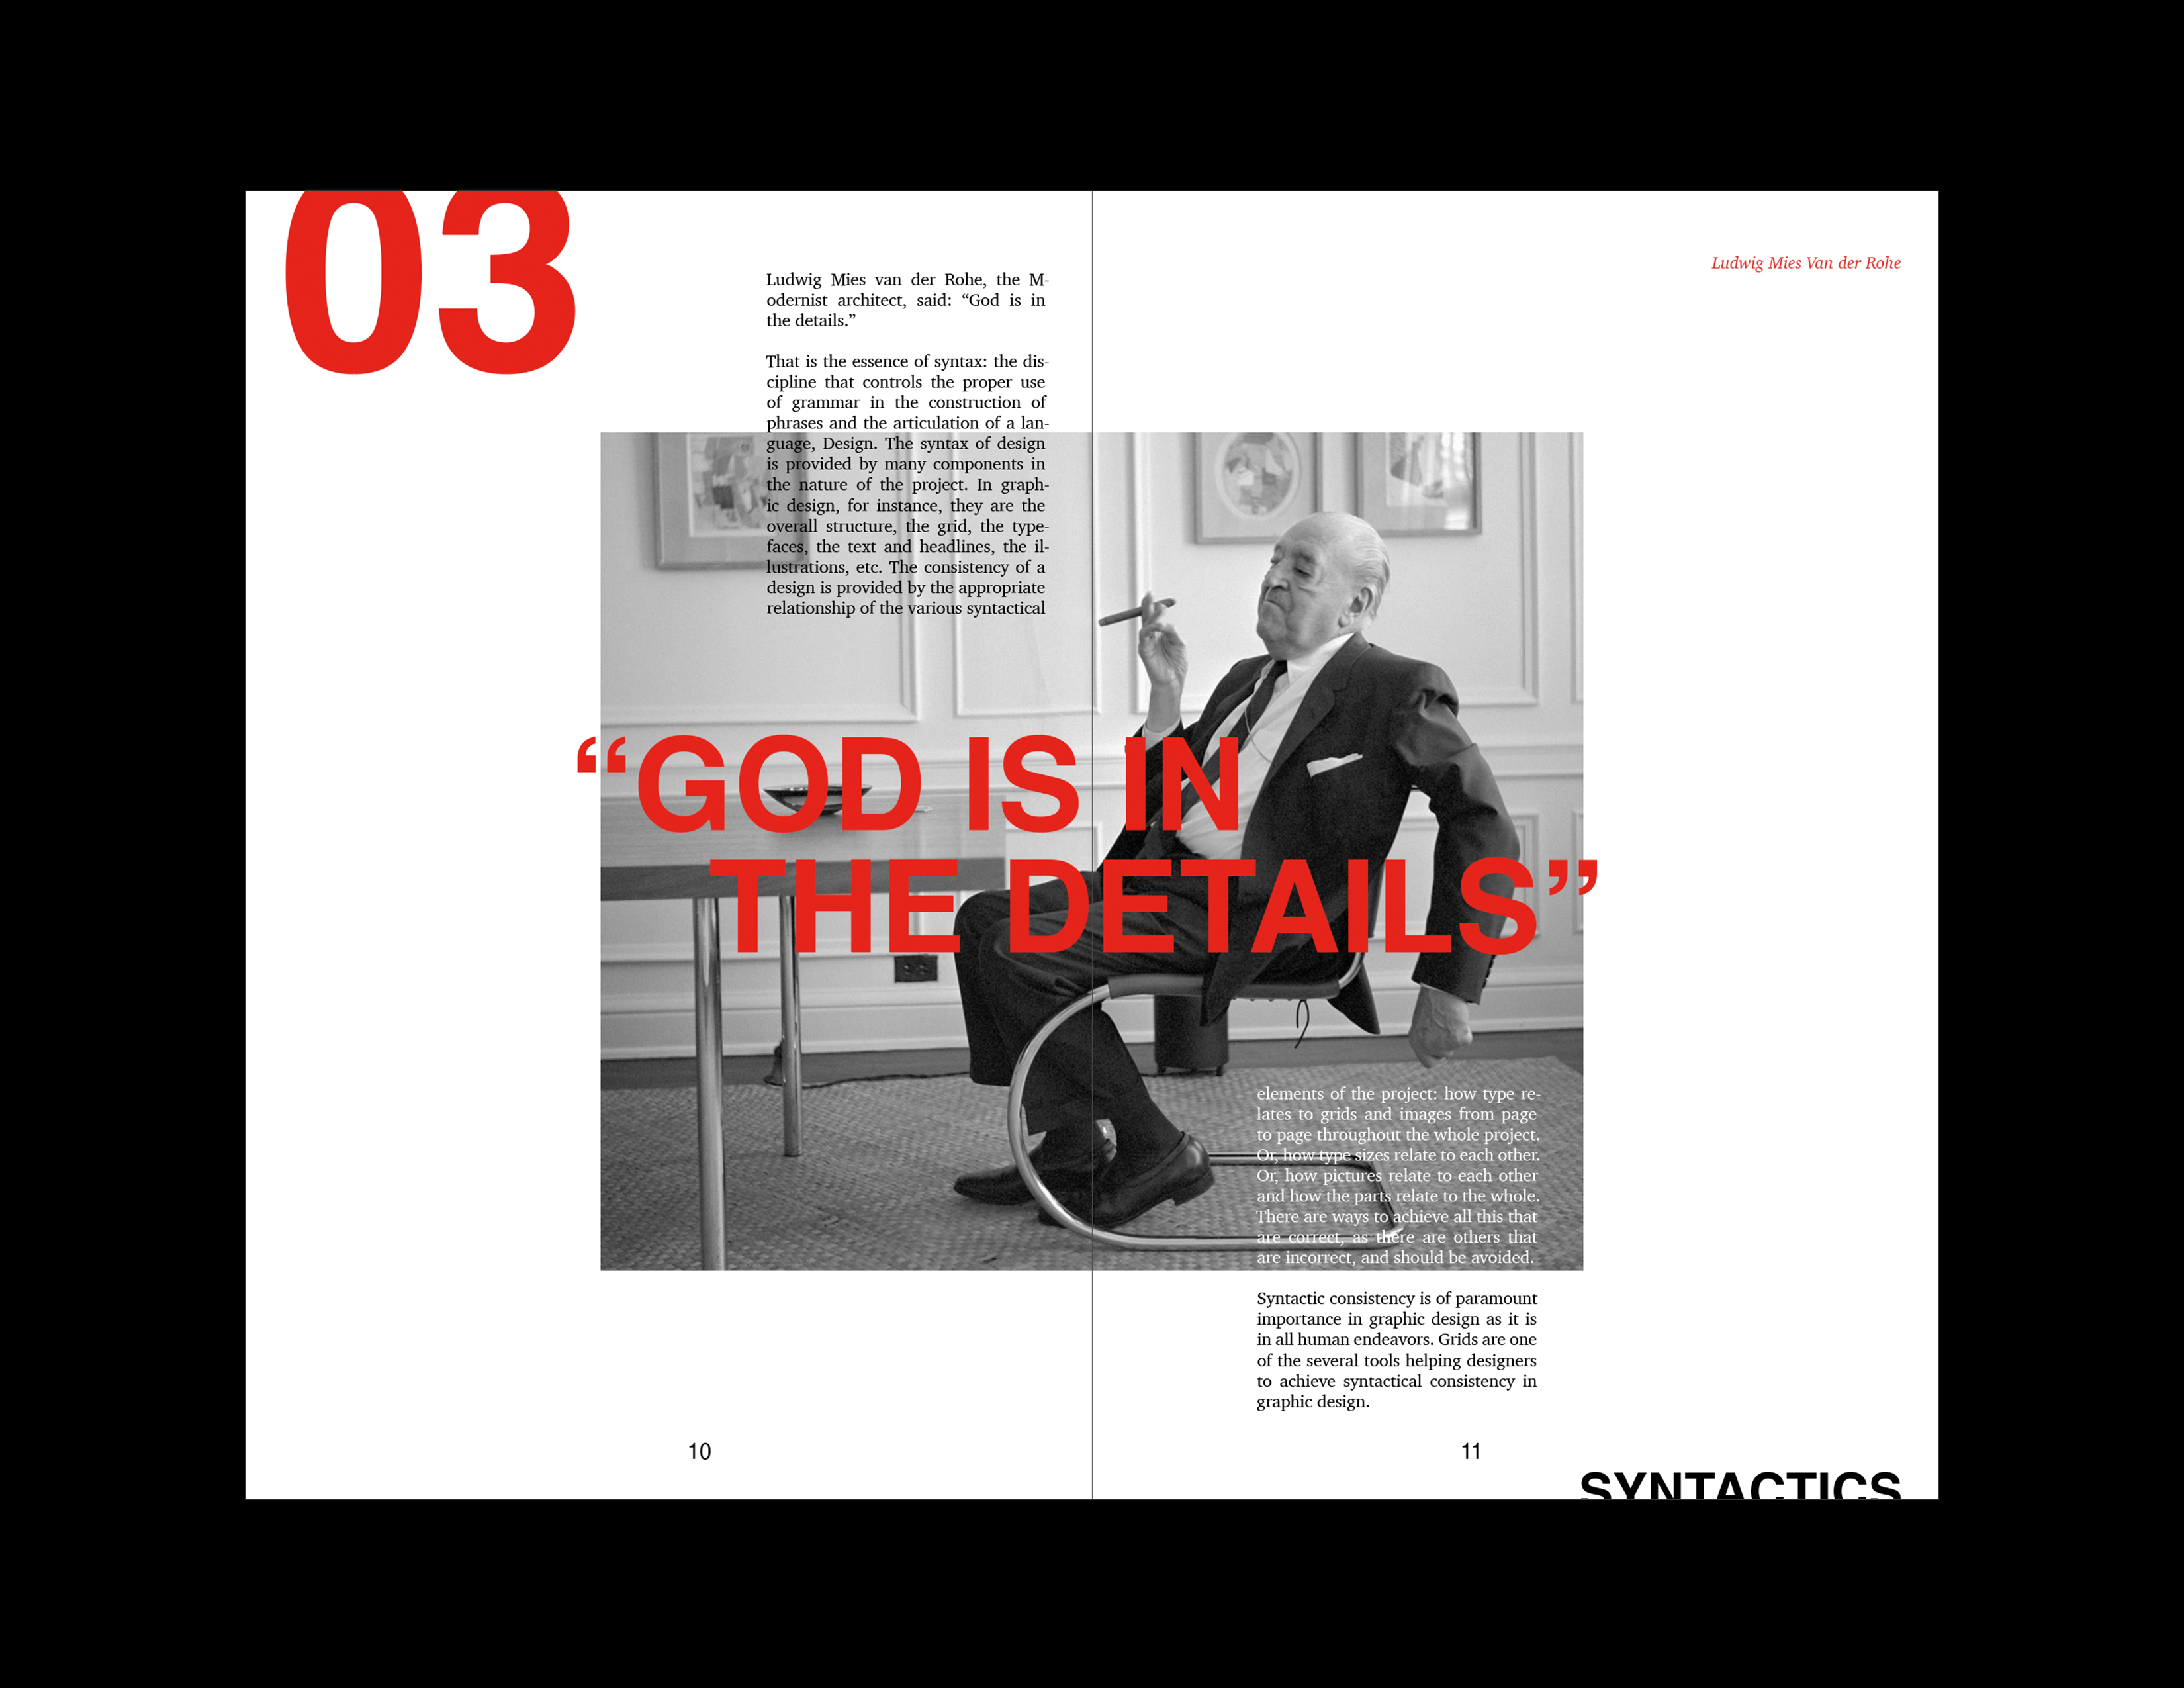 03
Ludwig Mies van der Rohe, the M-
odernist architect, said: “God is in
the details.”
That is the essence of syntax: the dis-
cipline that controls the proper use
of grammar in the construction of
phrases and the articulation of a lan-
guage, Design. The syntax of design
is provided by many components in
the nature of the project. In graph-
ic design, for instance, they are the
overall structure, the grid, the type-
faces, the text and headlines, the il-
lustrations, etc. The consistency of a
design is provided by the appropriate
relationship of the various syntactical
Ludwig Mies Van der Rohe
“GOD IS IN
THE DETAILS”
elements of the project: how type re-
lates to grids and images from page
to page throughout the whole project.
Or, how type sizes relate to each other.
Or, how pictures relate to each other
and how the parts relate to the whole.
There are ways to achieve all this that
are correct, as there are others that
are incorrect, and should be avoided.
Syntactic consistency is of paramount
importance in graphic design as it is
in all human endeavors. Grids are one
of the several tools helping designers
to achieve syntactical consistency in
graphic design.
10
11
SYNTACTICS